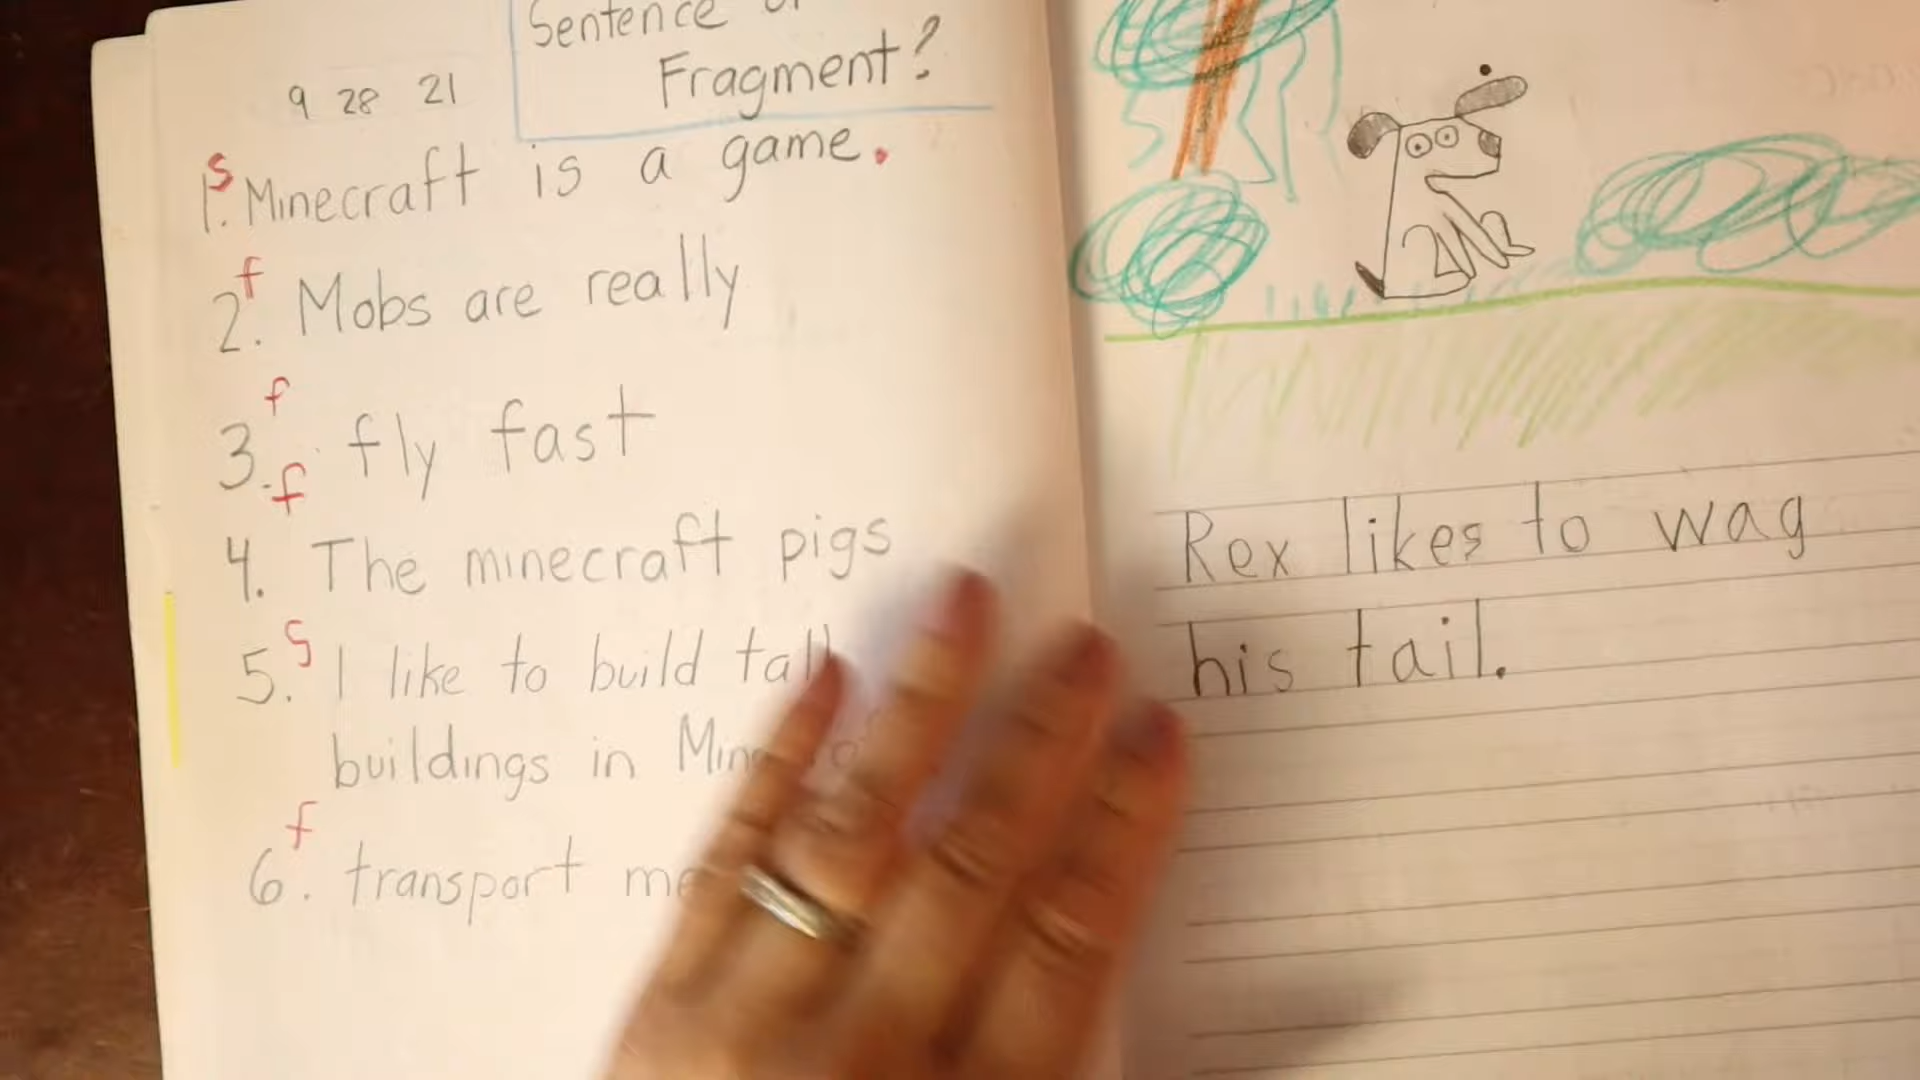 Sentence
Fragment?
9 28 21
s
1. Minecraft is a game.
f
2. Mobs are really
f
3. fly fast
f
4. The minecraft pigs
s
5. I like to build tall
buildings in
f
6. transport
Rex likes to wag
his tail.